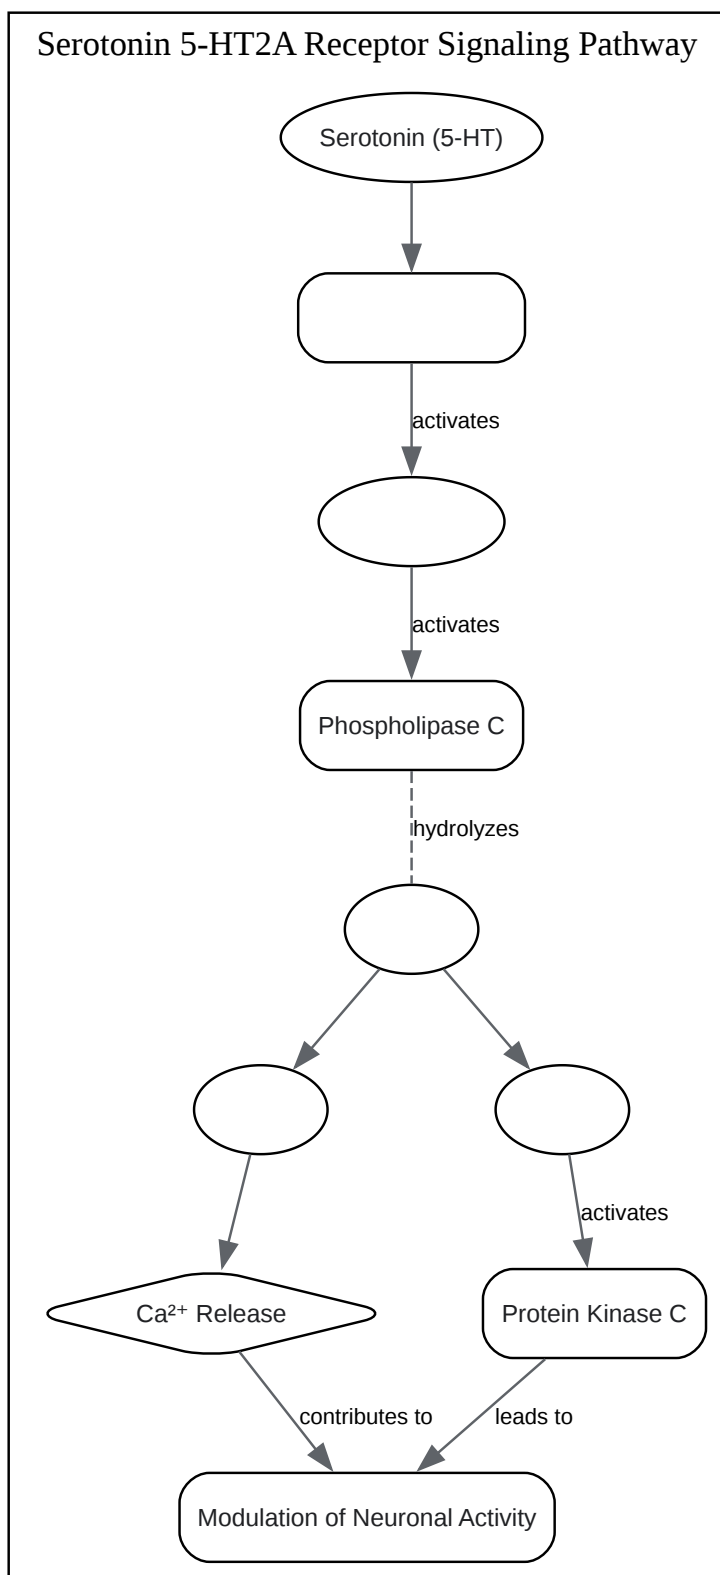 Serotonin 5-HT2A Receptor Signaling Pathway
Serotonin (5-HT)
activates
activates
Phospholipase C
hydrolyzes
activates
Ca²⁺ Release
Protein Kinase C
contributes to
leads to
Modulation of Neuronal Activity